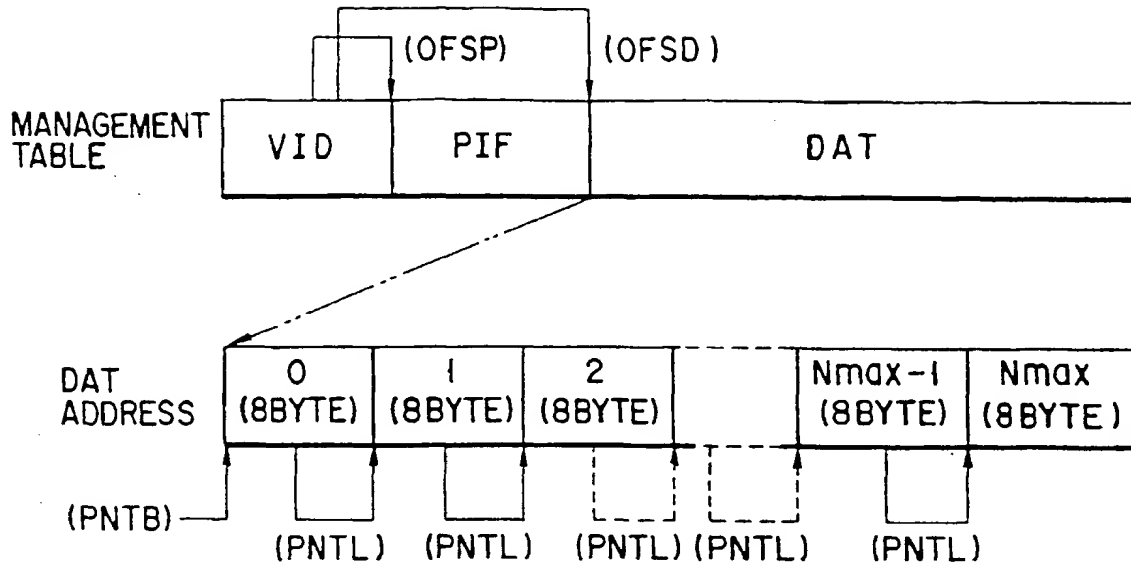 (OFSP) (OFSD)
MANAGEMENT
TABLE
VID PIF DAT
0 1 2 Nmax-1 Nmax
DAT
ADDRESS
(8BYTE) (8BYTE) (8BYTE) (8BYTE) (8BYTE)
(PNTB)
(PNTL) (PNTL) (PNTL) (PNTL) (PNTL)